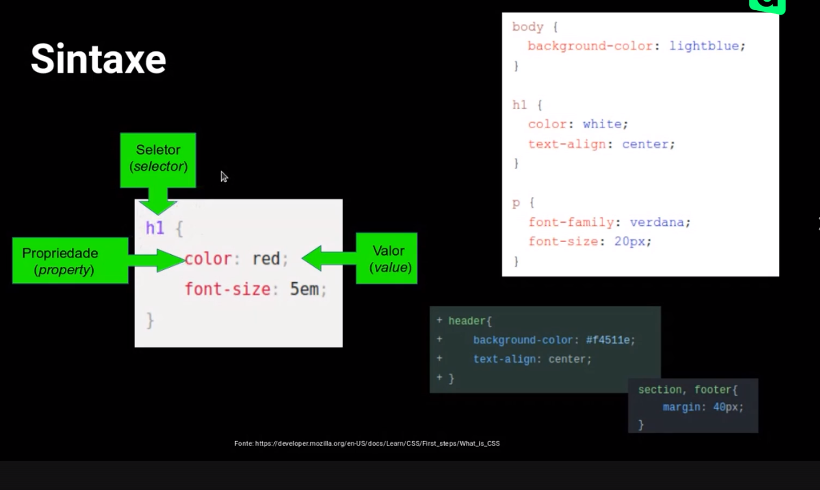 Sintaxe
Seletor
(selector)
Propriedade
(property)
h1 {
color: red;
font-size: 5em;
}
Valor
(value)
body {
background-color: lightblue;
}
h1 {
color: white;
text-align: center;
}
p {
font-family: verdana;
font-size: 20px;
}
+ header{
+ background-color: #f4511e;
+ text-align: center;
+ }
section, footer{
margin: 40px;
}
Fonte: https://developer.mozilla.org/en-US/docs/Learn/CSS/First_steps/What_is_CSS